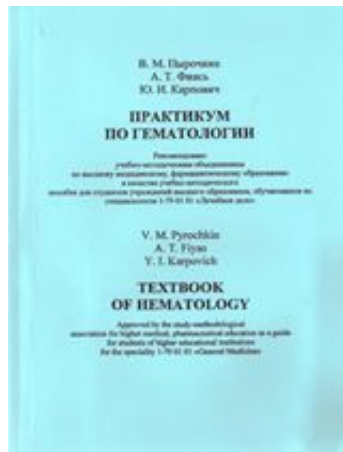 В. М. Пырочкин
А. Т. Фиясь
Ю. И. Карпович
ПРАКТИКУМ
ПО ГЕМАТОЛОГИИ
Рекомендовано
учебно-методическим объединением
по высшему медицинскому, фармацевтическому образованию
в качестве учебно-методического
пособия для студентов учреждений высшего образования, обучающихся по
специальности 1-79 01 01 «Лечебное дело»
V. M. Pyrochkin
A. T. Fiyas
Y. I. Karpovich
TEXTBOOK
OF HEMATOLOGY
Approved by the study-methodological
association for higher medical, pharmaceutical education as a guide
for students of higher educational institutions
for the speciality 1-79 01 01 «General Medicine»